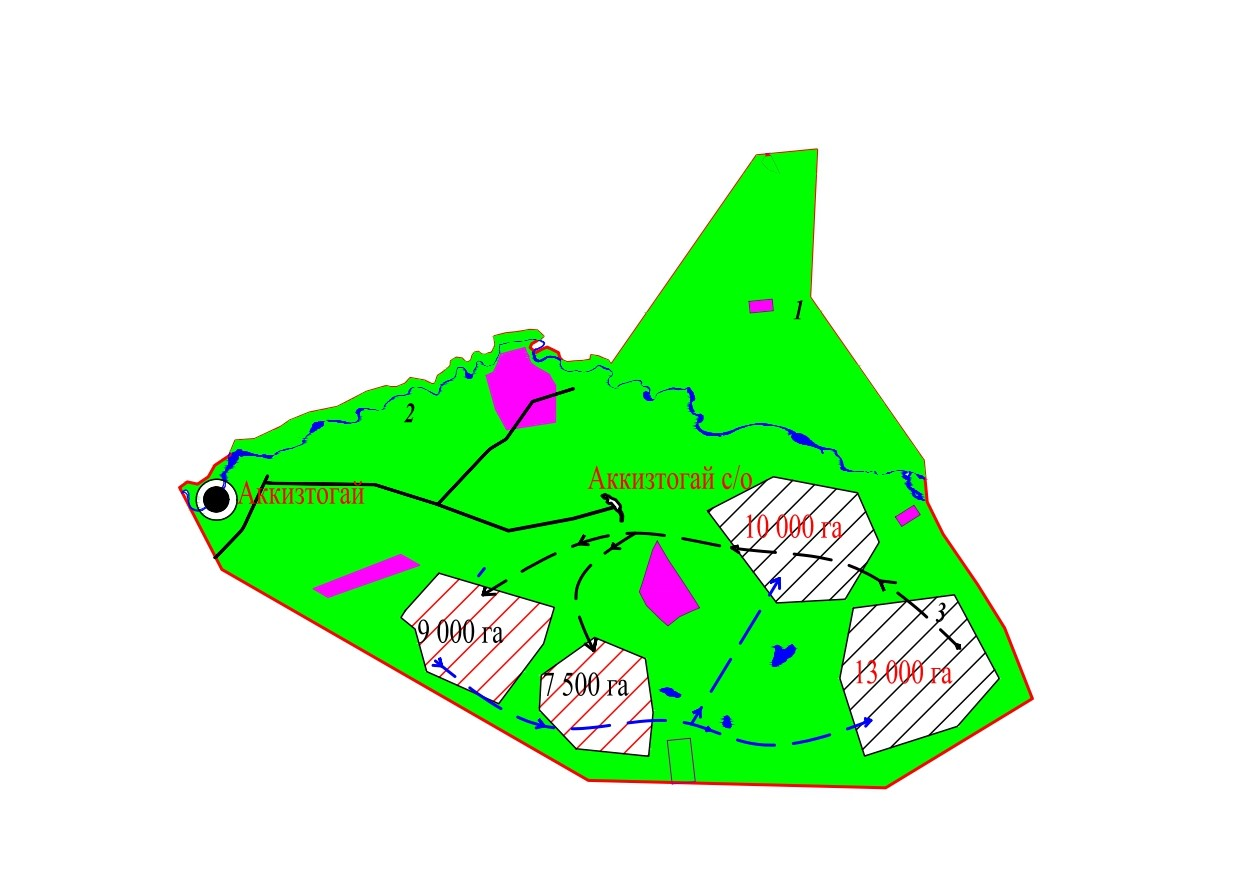 1
2
Аккизтогай с/о
Аккизтогай
10 000 га
3
9 000 га
13 000 га
7 500 га